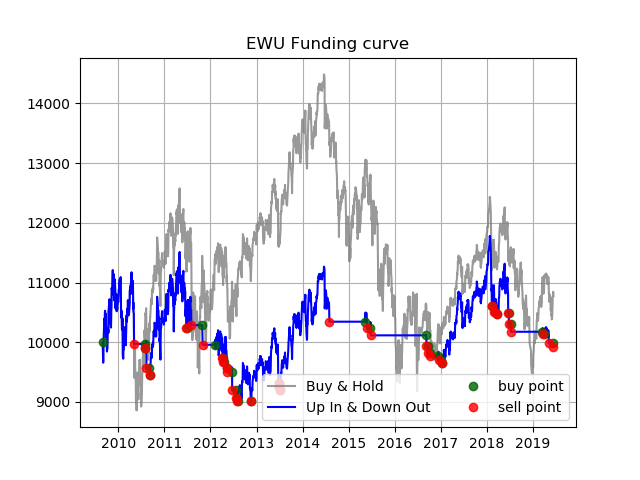 EWU Funding curve
14000
13000
12000
11000
10000
9000
Buy & Hold
Up In & Down Out
buy point
sell point
2010 2011 2012 2013 2014 2015 2016 2017 2018 2019